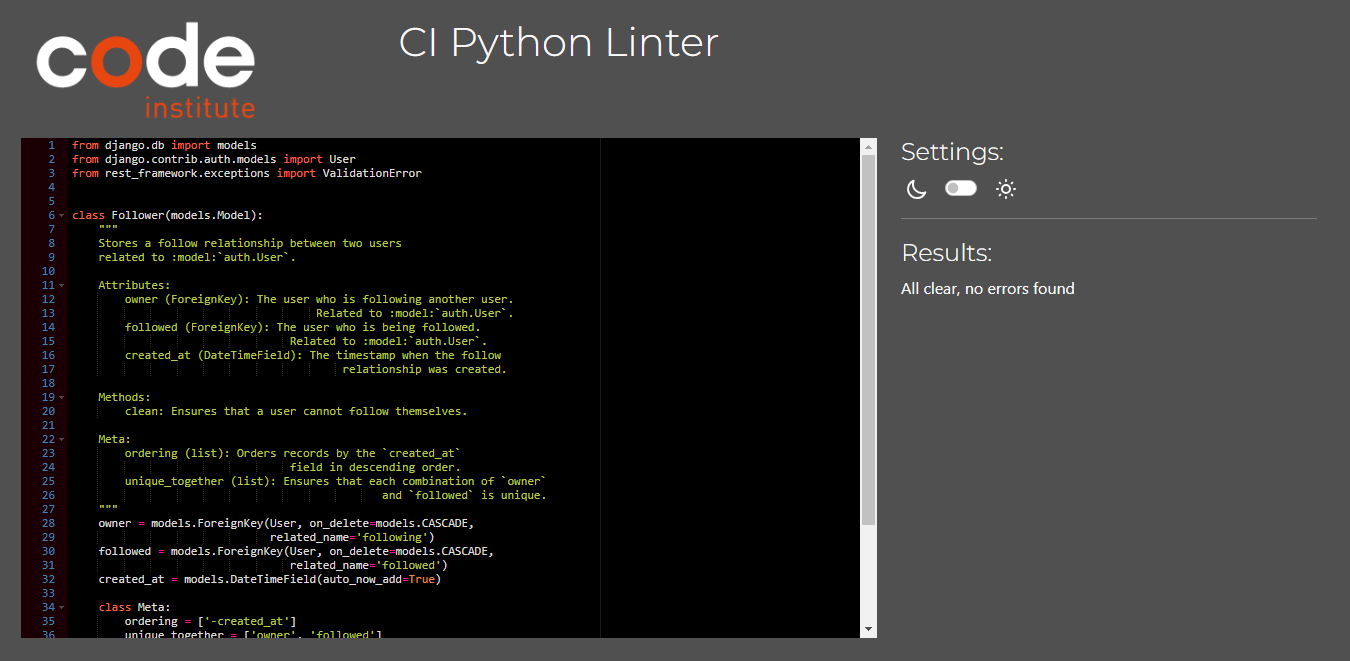 code
institute
CI Python Linter
1 from django.db import models
2 from django.contrib.auth.models import User
3 from rest_framework.exceptions import ValidationError
4
5
6 class Follower(models.Model):
7     """
8     Stores a follow relationship between two users
9     related to :model:`auth.User`.
10
11     Attributes:
12         owner (ForeignKey): The user who is following another user.
13                                      Related to :model:`auth.User`.
14         followed (ForeignKey): The user who is being followed.
15                                  Related to :model:`auth.User`.
16         created_at (DateTimeField): The timestamp when the follow
17                                          relationship was created.
18
19     Methods:
20         clean: Ensures that a user cannot follow themselves.
21
22     Meta:
23         ordering (list): Orders records by the `created_at`
24                                  field in descending order.
25         unique_together (list): Ensures that each combination of `owner`
26                                                and `followed` is unique.
27     """
28     owner = models.ForeignKey(User, on_delete=models.CASCADE,
29                               related_name='following')
30     followed = models.ForeignKey(User, on_delete=models.CASCADE,
31                                  related_name='followed')
32     created_at = models.DateTimeField(auto_now_add=True)
33
34     class Meta:
35         ordering = ['-created_at']
36         unique_together = ['owner', 'followed']
Settings:
Results:
All clear, no errors found